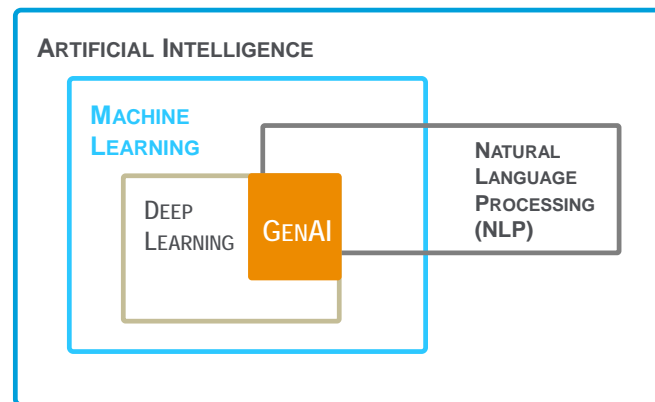 ARTIFICIAL INTELLIGENCE
MACHINE
LEARNING
NATURAL
LANGUAGE
PROCESSING
(NLP)
DEEP
LEARNING
GENAI